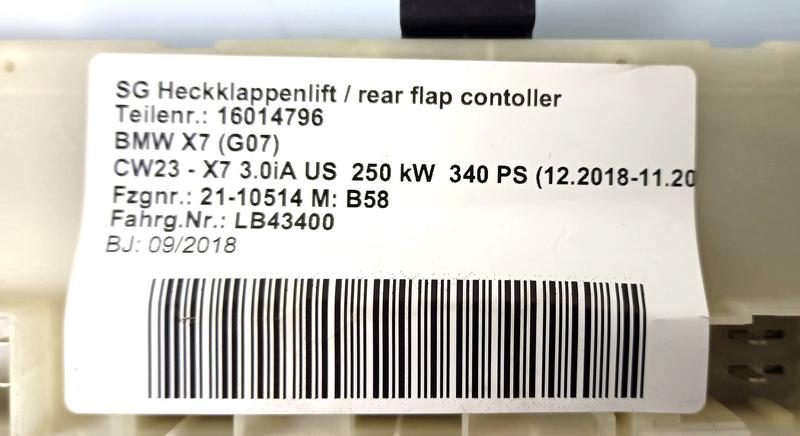 SG Heckklappenlift / rear flap contoller
Teilenr.: 16014796
BMW X7 (G07)
CW23 - X7 3.0iA US 250 kW 340 PS (12.2018-11.20
Fzgnr.: 21-10514 M: B58
Fahrg.Nr.: LB43400
BJ: 09/2018